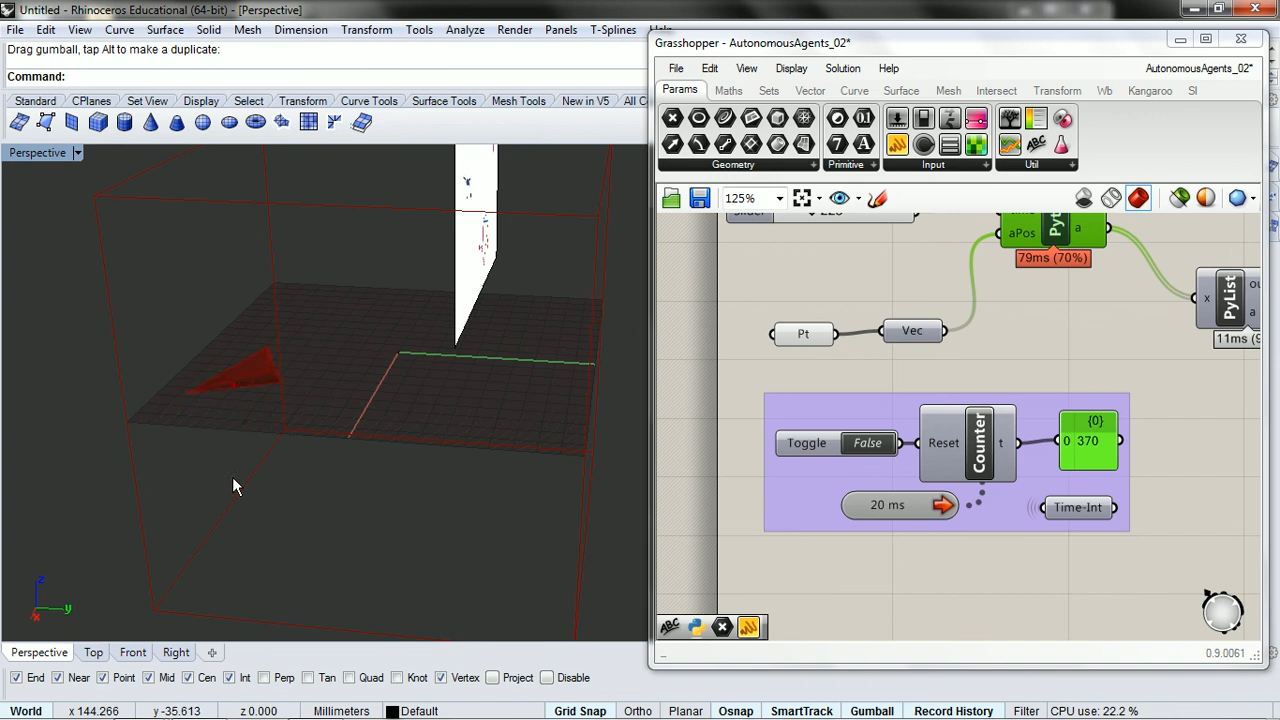 Untitled - Rhinoceros Educational (64-bit) - [Perspective]
File Edit View Curve Surface Solid Mesh Dimension Transform Tools Analyze Render Panels T-Splines
Drag gumball, tap Alt to make a duplicate:
Command:
Standard CPlanes Set View Display Select Transform Curve Tools Surface Tools Mesh Tools New in V5 All C
Perspective
z
y
x
Perspective Top Front Right
End Near Point Mid Cen Int Perp Tan Quad Knot Vertex Project Disable
World x 144.266 y -35.613 z 0.000 Millimeters Default Grid Snap Ortho Planar Osnap SmartTrack Gumball Record History Filter CPU use: 22.2 %
Grasshopper - AutonomousAgents_02*
File Edit View Display Solution Help AutonomousAgents_02*
Params Maths Sets Vector Curve Surface Mesh Intersect Transform Wb Kangaroo SI
Geometry Primitive Input Util
125%
aPos a
79ms (70%)
Pt Vec
x PyList a
11ms (9
Toggle False Reset Counter t {0}
0 370
20 ms Time-Int
0.9.0061